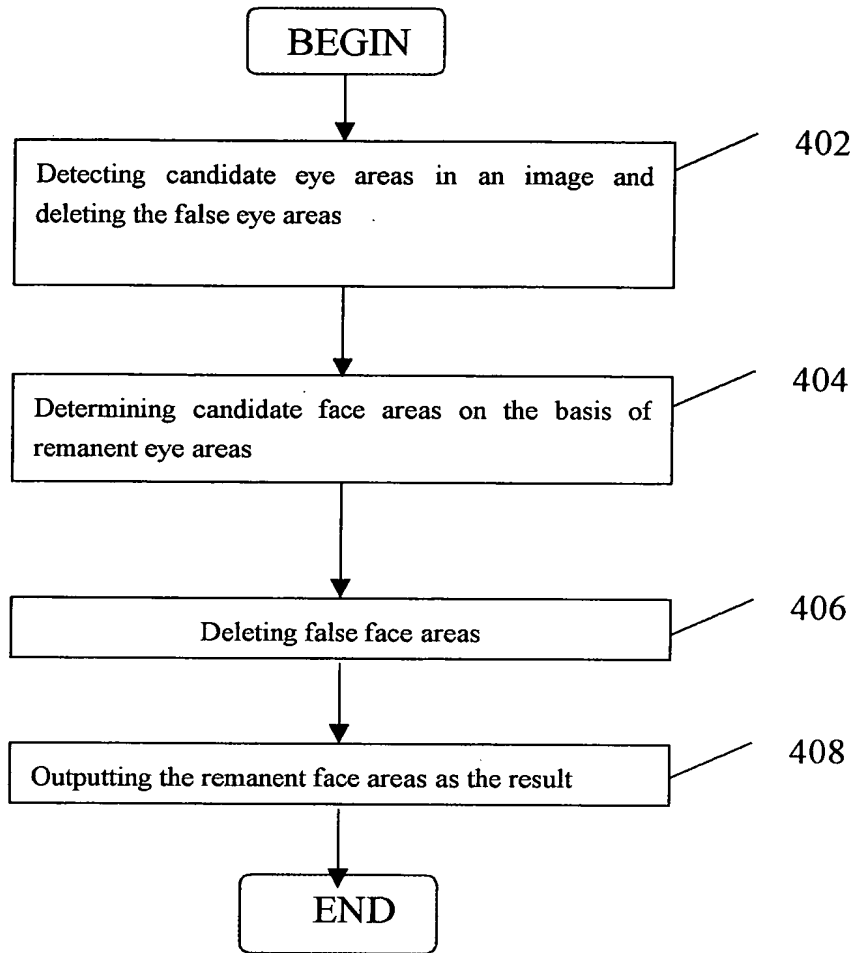 BEGIN
402
Detecting candidate eye areas in an image and
deleting the false eye areas
404
Determining candidate face areas on the basis of
remanent eye areas
406
Deleting false face areas
408
Outputting the remanent face areas as the result
END